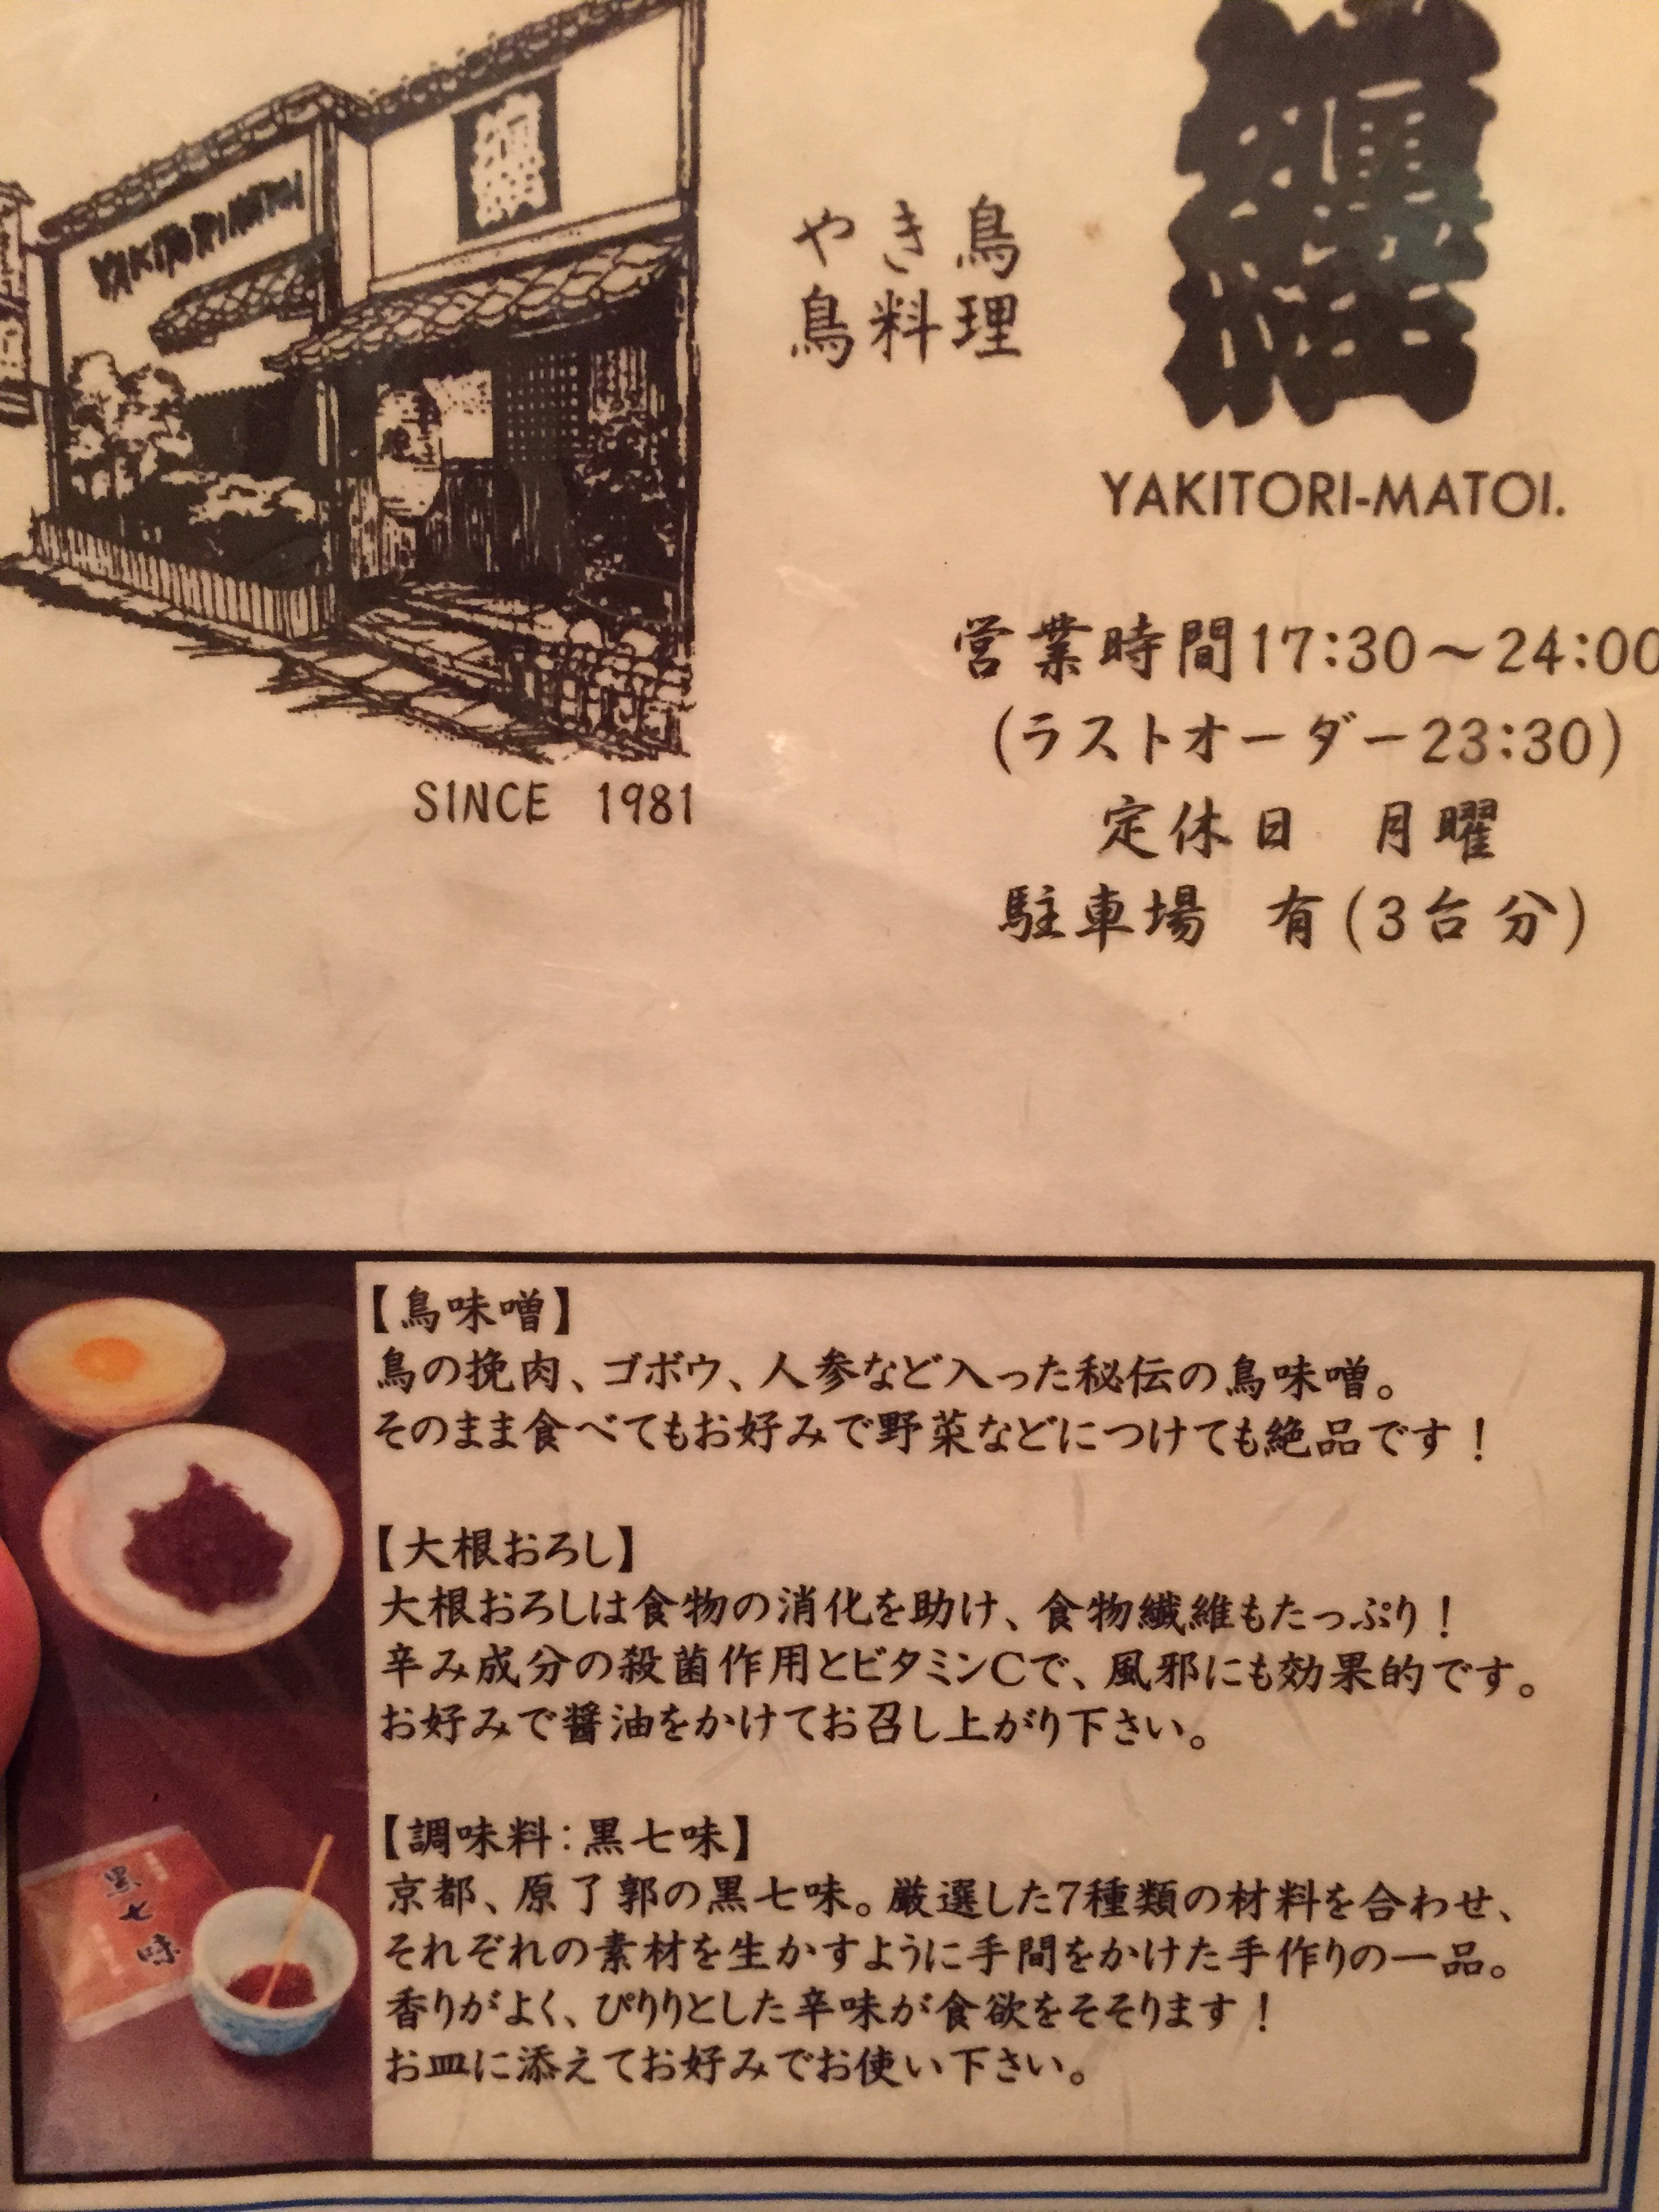 YAKITORI MATOI
纏
やき鳥
鳥料理
纏
YAKITORI-MATOI.
SINCE 1981
営業時間17:30～24:00
(ラストオーダー23:30)
定休日 月曜
駐車場 有(3台分)
【鳥味噌】
鳥の挽肉、ゴボウ、人参など入った秘伝の鳥味噌。
そのまま食べてもお好みで野菜などにつけても絶品です！
【大根おろし】
大根おろしは食物の消化を助け、食物繊維もたっぷり！
辛み成分の殺菌作用とビタミンCで、風邪にも効果的です。
お好みで醤油をかけてお召し上がり下さい。
黒七味
【調味料：黒七味】
京都、原了郭の黒七味。厳選した7種類の材料を合わせ、
それぞれの素材を生かすように手間をかけた手作りの一品。
香りがよく、ぴりりとした辛味が食欲をそそります！
お皿に添えてお好みでお使い下さい。